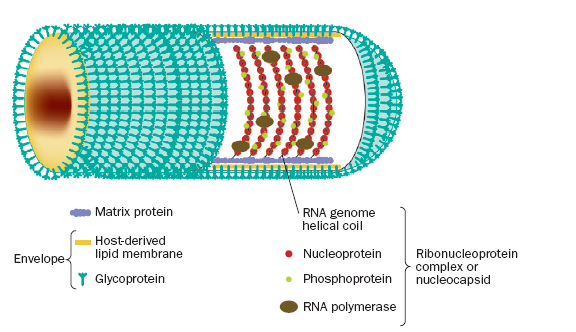 Matrix protein
Host-derived
lipid membrane
Envelope
Glycoprotein
RNA genome
helical coil
Nucleoprotein
Phosphoprotein
RNA polymerase
Ribonucleoprotein
complex or
nucleocapsid